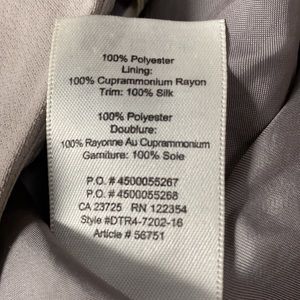 100% Polyester
Lining:
100% Cuprammonium Rayon
Trim: 100% Silk
100% Polyester
Doublure:
100% Rayonne Au Cuprammonium
Garniture: 100% Soie
P.O. # 4500055267
P.O. # 4500055268
CA 23725 RN 122354
Style #DTR4-7202-16
Article # 56751